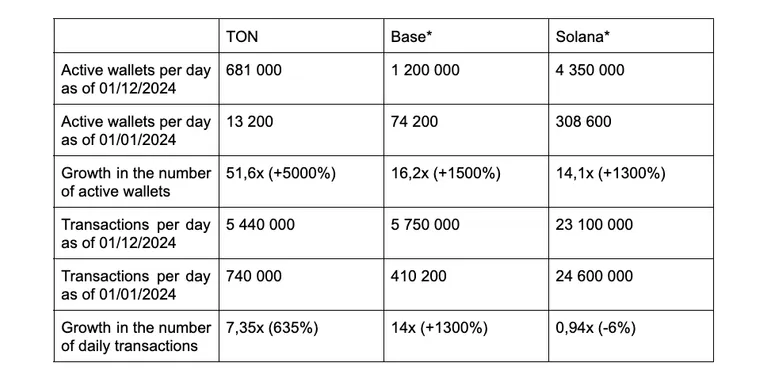 TON Base* Solana*
Active wallets per day 681 000 1 200 000 4 350 000
as of 01/12/2024
Active wallets per day 13 200 74 200 308 600
as of 01/01/2024
Growth in the number 51,6x (+5000%) 16,2x (+1500%) 14,1x (+1300%)
of active wallets
Transactions per day 5 440 000 5 750 000 23 100 000
as of 01/12/2024
Transactions per day 740 000 410 200 24 600 000
as of 01/01/2024
Growth in the number 7,35x (635%) 14x (+1300%) 0,94x (-6%)
of daily transactions